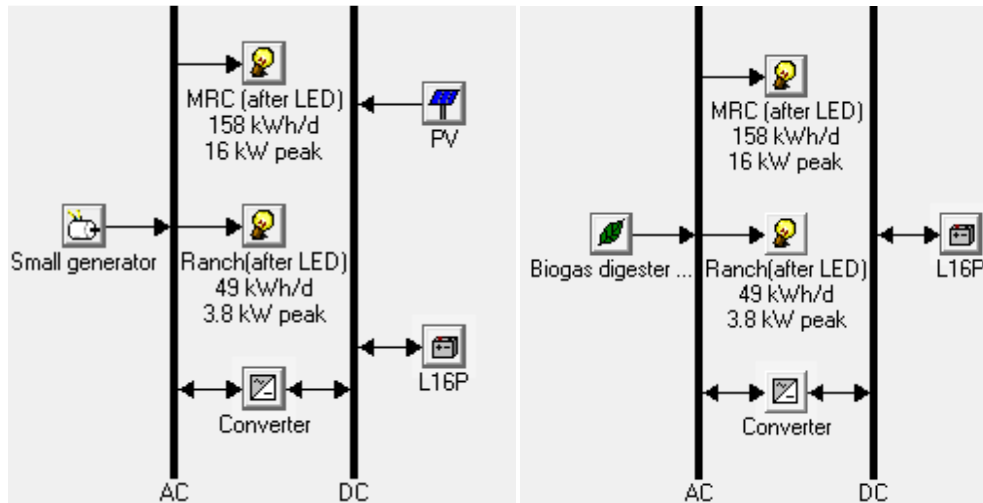 MRC (after LED)
158 kWh/d
16 kW peak
PV
Small generator
Ranch(after LED)
49 kWh/d
3.8 kW peak
L16P
Converter
AC
DC
MRC (after LED)
158 kWh/d
16 kW peak
Biogas digester ...
Ranch(after LED)
49 kWh/d
3.8 kW peak
L16P
Converter
AC
DC